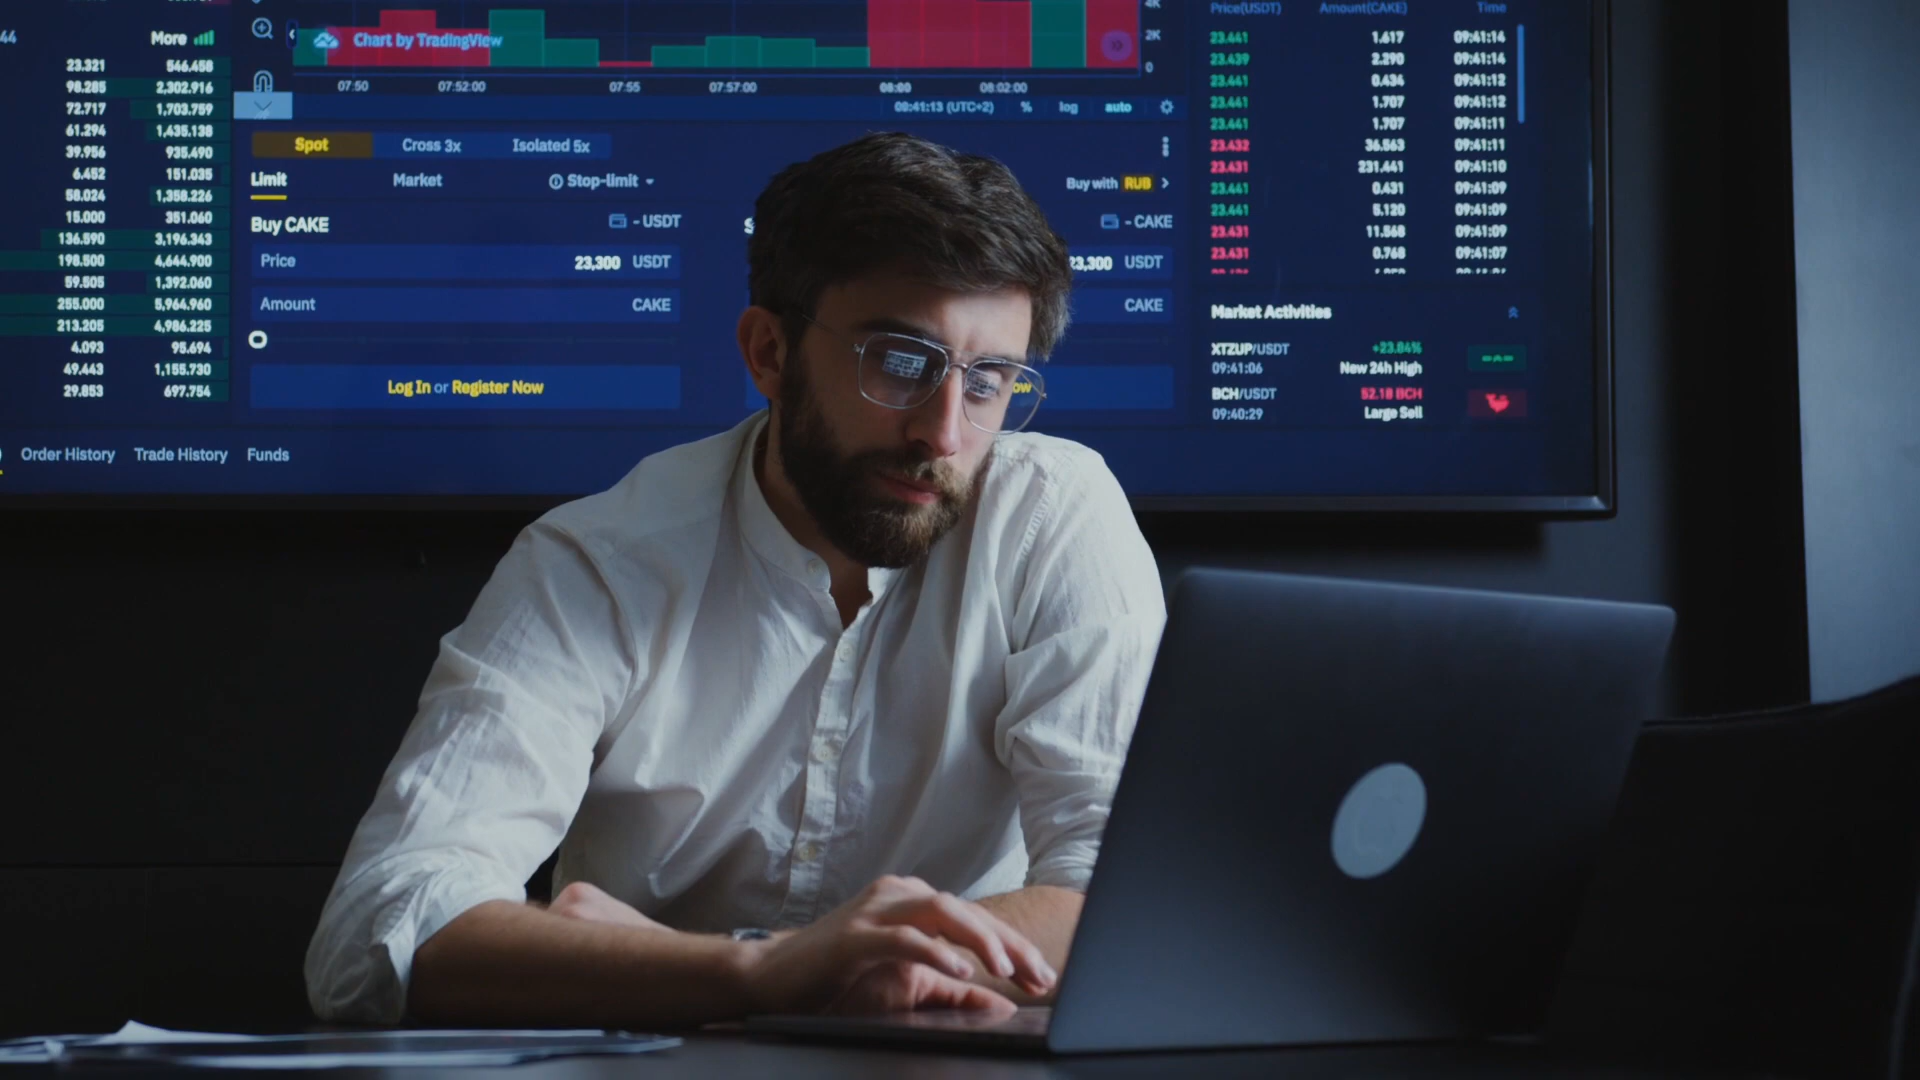 44
More
23.321 546.458
98.285 2,302.916
72.717 1,703.759
61.294 1,435.138
39.956 935.490
6.452 151.035
58.024 1,358.226
15.000 351.060
136.590 3,196.343
198.500 4,644.900
59.505 1,392.060
255.000 5,964.960
213.205 4,986.225
4.093 95.694
49.443 1,155.730
29.853 697.754
Order History Trade History Funds
Chart by TradingView
4K
2K
0
07:50 07:52:00 07:55 07:57:00 08:00 08:02:00
08:41:13 (UTC+2) % log auto
Spot Cross 3x Isolated 5x
Limit Market Stop-limit
Buy with RUB
Buy CAKE - USDT
Price 23,300 USDT
Amount CAKE
Log In or Register Now
- CAKE
23,300 USDT
CAKE
ow
Price(USDT) Amount(CAKE) Time
23.441 1.617 09:41:14
23.439 2.290 09:41:14
23.441 0.434 09:41:12
23.441 1.707 09:41:12
23.441 1.707 09:41:11
23.432 36.563 09:41:11
23.431 231.441 09:41:10
23.441 0.431 09:41:09
23.441 5.120 09:41:09
23.431 11.568 09:41:09
23.431 0.768 09:41:07
Market Activities
XTZUP/USDT +23.84%
09:41:06 New 24h High
BCH/USDT 52.18 BCH
09:40:29 Large Sell